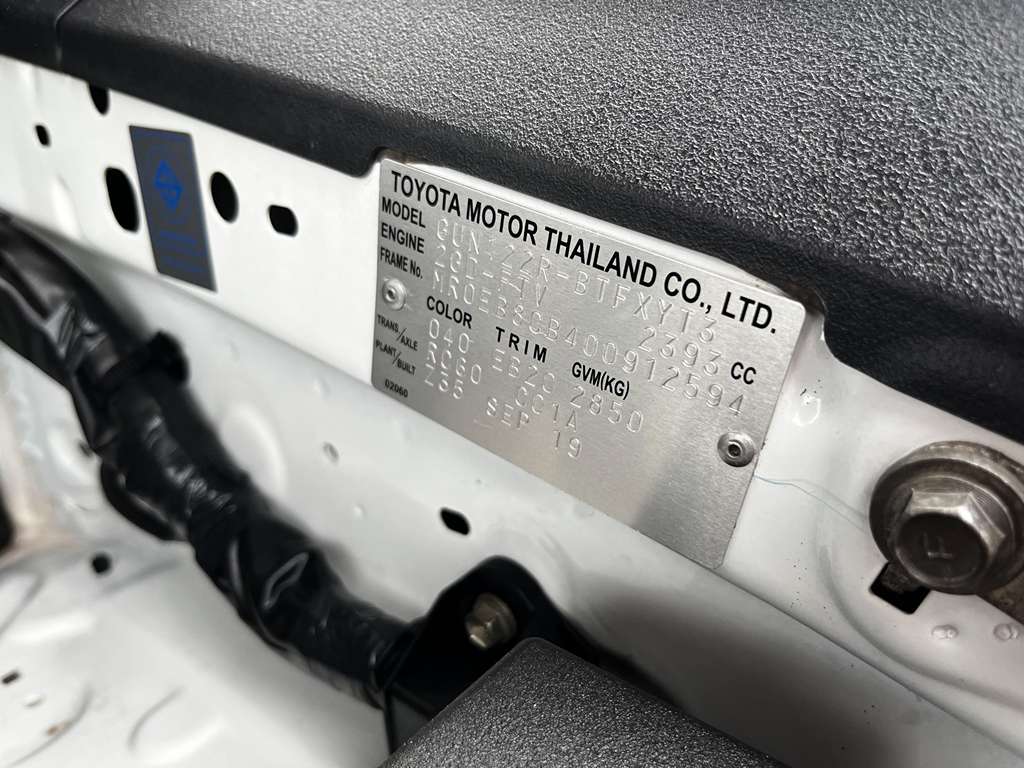 TOYOTA MOTOR THAILAND CO., LTD.
MODEL GUN122R-BTFXYT3
ENGINE 2GD-FTV 2393 CC
FRAME No. MR0EB8CB400912594
COLOR TRIM GVM(KG)
040 EB20 2850
TRANS./AXLE RC60 CC1A
PLANT/BUILT Z35 SEP 19
02060